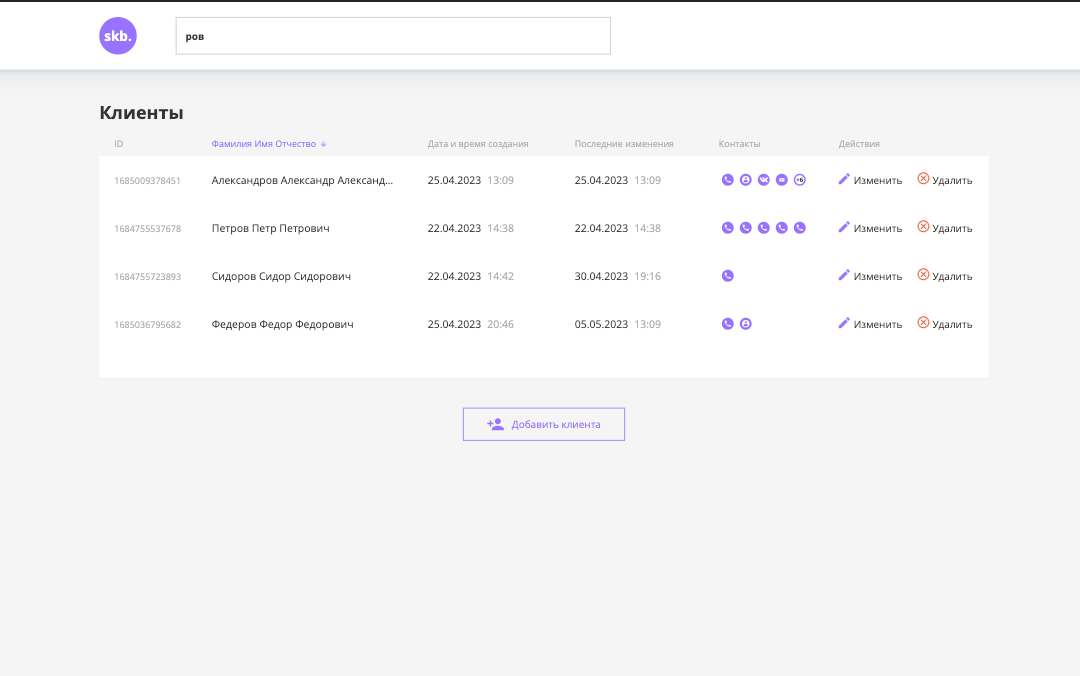 skb.
ров
Клиенты
ID Фамилия Имя Отчество Дата и время создания Последние изменения Контакты Действия
1685009378451 Александров Александр Александ... 25.04.2023 13:09 25.04.2023 13:09 +6 Изменить Удалить
1684755537678 Петров Петр Петрович 22.04.2023 14:38 22.04.2023 14:38 Изменить Удалить
1684755723893 Сидоров Сидор Сидорович 22.04.2023 14:42 30.04.2023 19:16 Изменить Удалить
1685036795682 Федеров Федор Федорович 25.04.2023 20:46 05.05.2023 13:09 Изменить Удалить
Добавить клиента